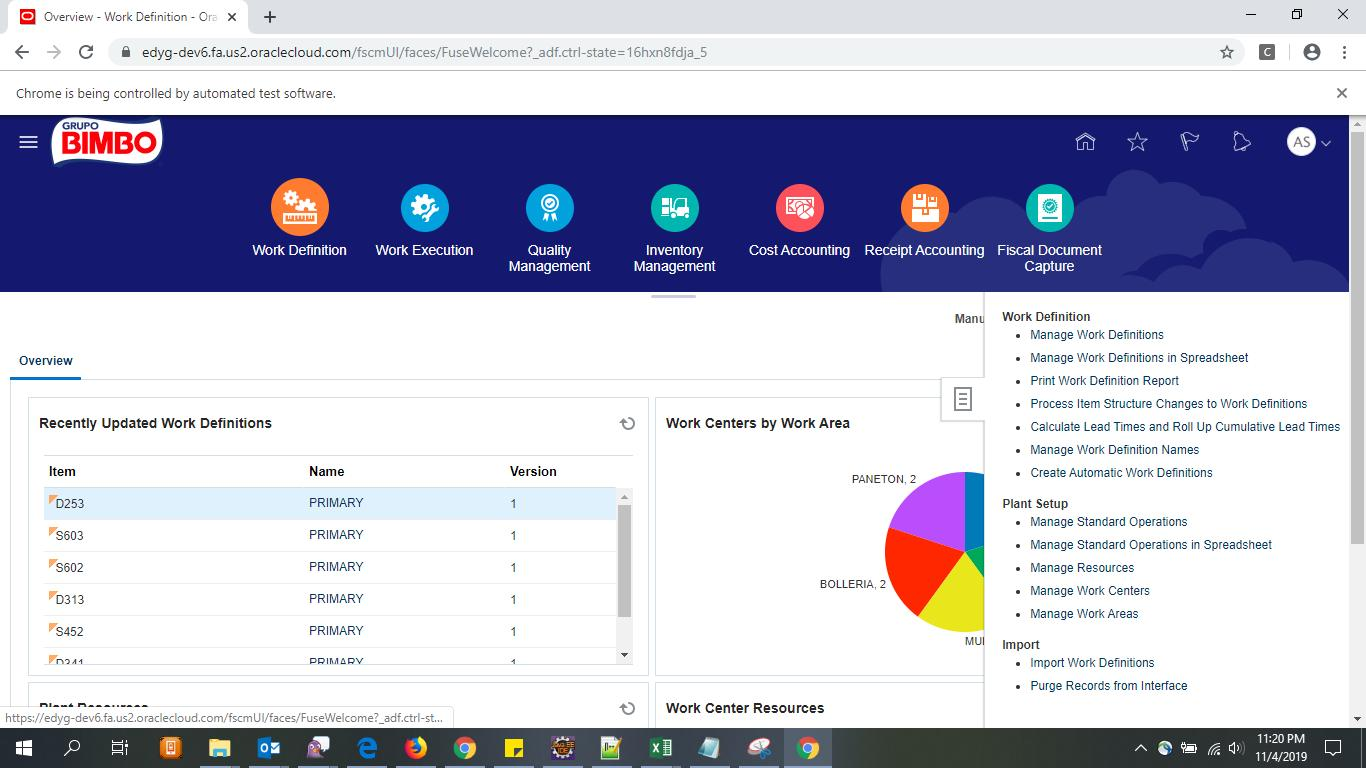 Overview - Work Definition - Ora
edyg-dev6.fa.us2.oraclecloud.com/fscmUI/faces/FuseWelcome?_adf.ctrl-state=16hxn8fdja_5
C
Chrome is being controlled by automated test software.
GRUPO
BIMBO
AS
Work Definition
Work Execution
Quality
Management
Inventory
Management
Cost Accounting
Receipt Accounting
Fiscal Document
Capture
Manu
Overview
Recently Updated Work Definitions
Item Name Version
D253 PRIMARY 1
S603 PRIMARY 1
S602 PRIMARY 1
D313 PRIMARY 1
S452 PRIMARY 1
D341 PRIMARY 1
Work Centers by Work Area
PANETON, 2
BOLLERIA, 2
MUI
Plant Resources
Work Center Resources
Work Definition
Manage Work Definitions
Manage Work Definitions in Spreadsheet
Print Work Definition Report
Process Item Structure Changes to Work Definitions
Calculate Lead Times and Roll Up Cumulative Lead Times
Manage Work Definition Names
Create Automatic Work Definitions
Plant Setup
Manage Standard Operations
Manage Standard Operations in Spreadsheet
Manage Resources
Manage Work Centers
Manage Work Areas
Import
Import Work Definitions
Purge Records from Interface
https://edyg-dev6.fa.us2.oraclecloud.com/fscmUI/faces/FuseWelcome?_adf.ctrl-st...
11:20 PM
11/4/2019